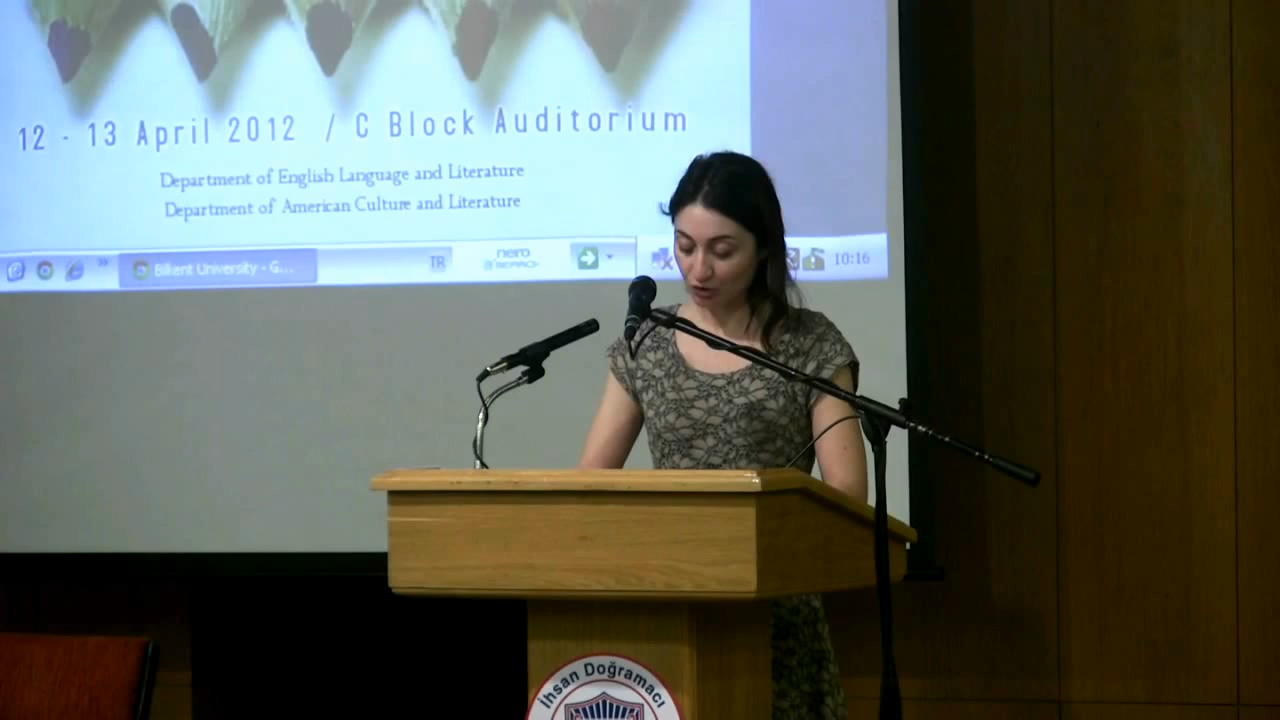 12 - 13 April 2012 / C Block Auditorium
Department of English Language and Literature
Department of American Culture and Literature
Bilkent University - G...
TR
nero
SEARCH
10:16
İhsan Doğramacı